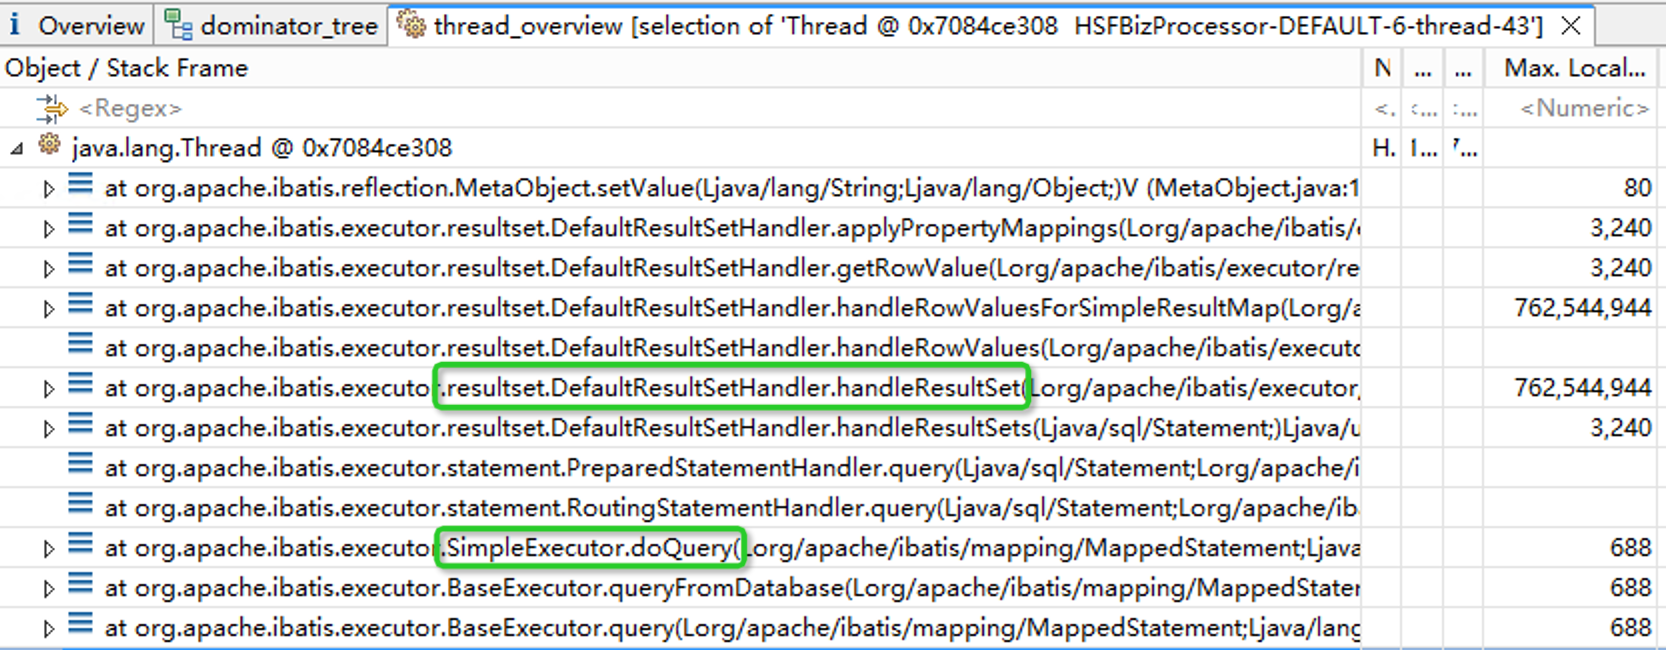 i Overview dominator_tree thread_overview [selection of 'Thread @ 0x7084ce308 HSFBizProcessor-DEFAULT-6-thread-43']
Object / Stack Frame N ... ... Max. Local...
<Regex> <. ... :... <Numeric>
java.lang.Thread @ 0x7084ce308 H. 1... 7...
at org.apache.ibatis.reflection.MetaObject.setValue(Ljava/lang/String;Ljava/lang/Object;)V (MetaObject.java:1 80
at org.apache.ibatis.executor.resultset.DefaultResultSetHandler.applyPropertyMappings(Lorg/apache/ibatis/ 3,240
at org.apache.ibatis.executor.resultset.DefaultResultSetHandler.getRowValue(Lorg/apache/ibatis/executor/re 3,240
at org.apache.ibatis.executor.resultset.DefaultResultSetHandler.handleRowValuesForSimpleResultMap(Lorg/a 762,544,944
at org.apache.ibatis.executor.resultset.DefaultResultSetHandler.handleRowValues(Lorg/apache/ibatis/executo
at org.apache.ibatis.executor.resultset.DefaultResultSetHandler.handleResultSet(Lorg/apache/ibatis/executor, 762,544,944
at org.apache.ibatis.executor.resultset.DefaultResultSetHandler.handleResultSets(Ljava/sql/Statement;)Ljava/u 3,240
at org.apache.ibatis.executor.statement.PreparedStatementHandler.query(Ljava/sql/Statement;Lorg/apache/i
at org.apache.ibatis.executor.statement.RoutingStatementHandler.query(Ljava/sql/Statement;Lorg/apache/ib
at org.apache.ibatis.executor.SimpleExecutor.doQuery(Lorg/apache/ibatis/mapping/MappedStatement;Ljava 688
at org.apache.ibatis.executor.BaseExecutor.queryFromDatabase(Lorg/apache/ibatis/mapping/MappedStater 688
at org.apache.ibatis.executor.BaseExecutor.query(Lorg/apache/ibatis/mapping/MappedStatement;Ljava/lang 688